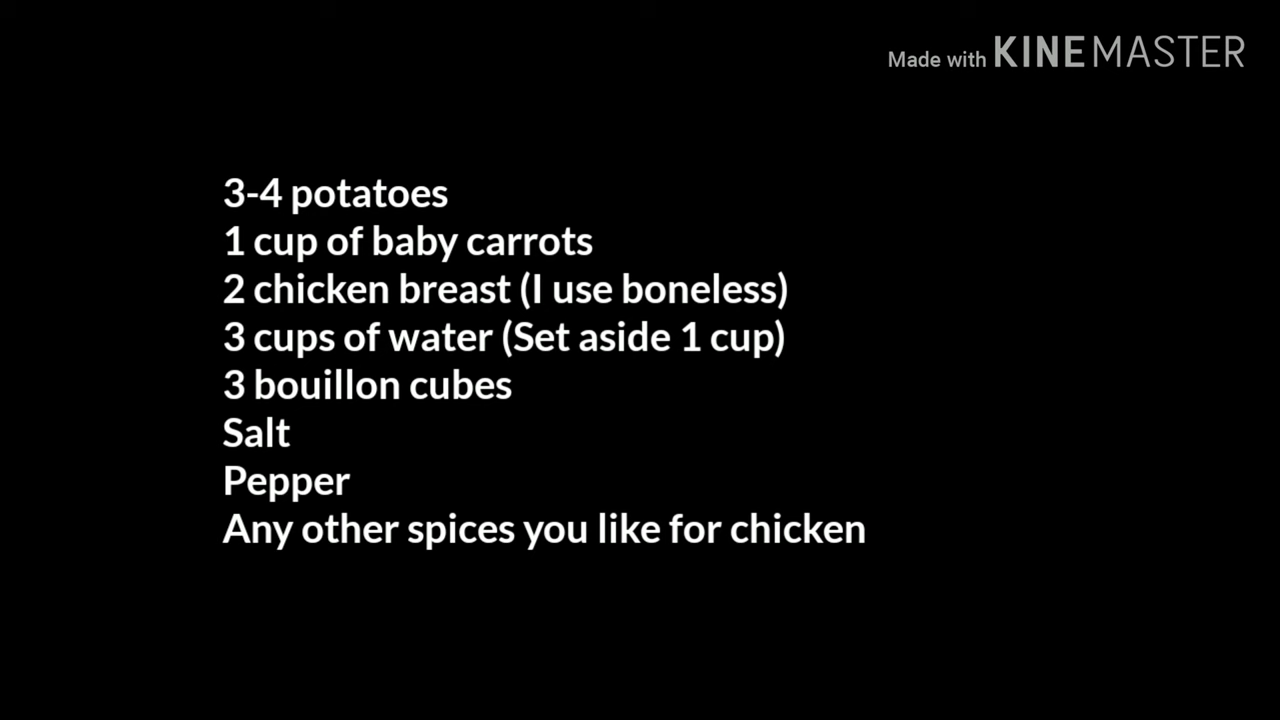 Made with KINEMASTER
3-4 potatoes
1 cup of baby carrots
2 chicken breast (I use boneless)
3 cups of water (Set aside 1 cup)
3 bouillon cubes
Salt
Pepper
Any other spices you like for chicken